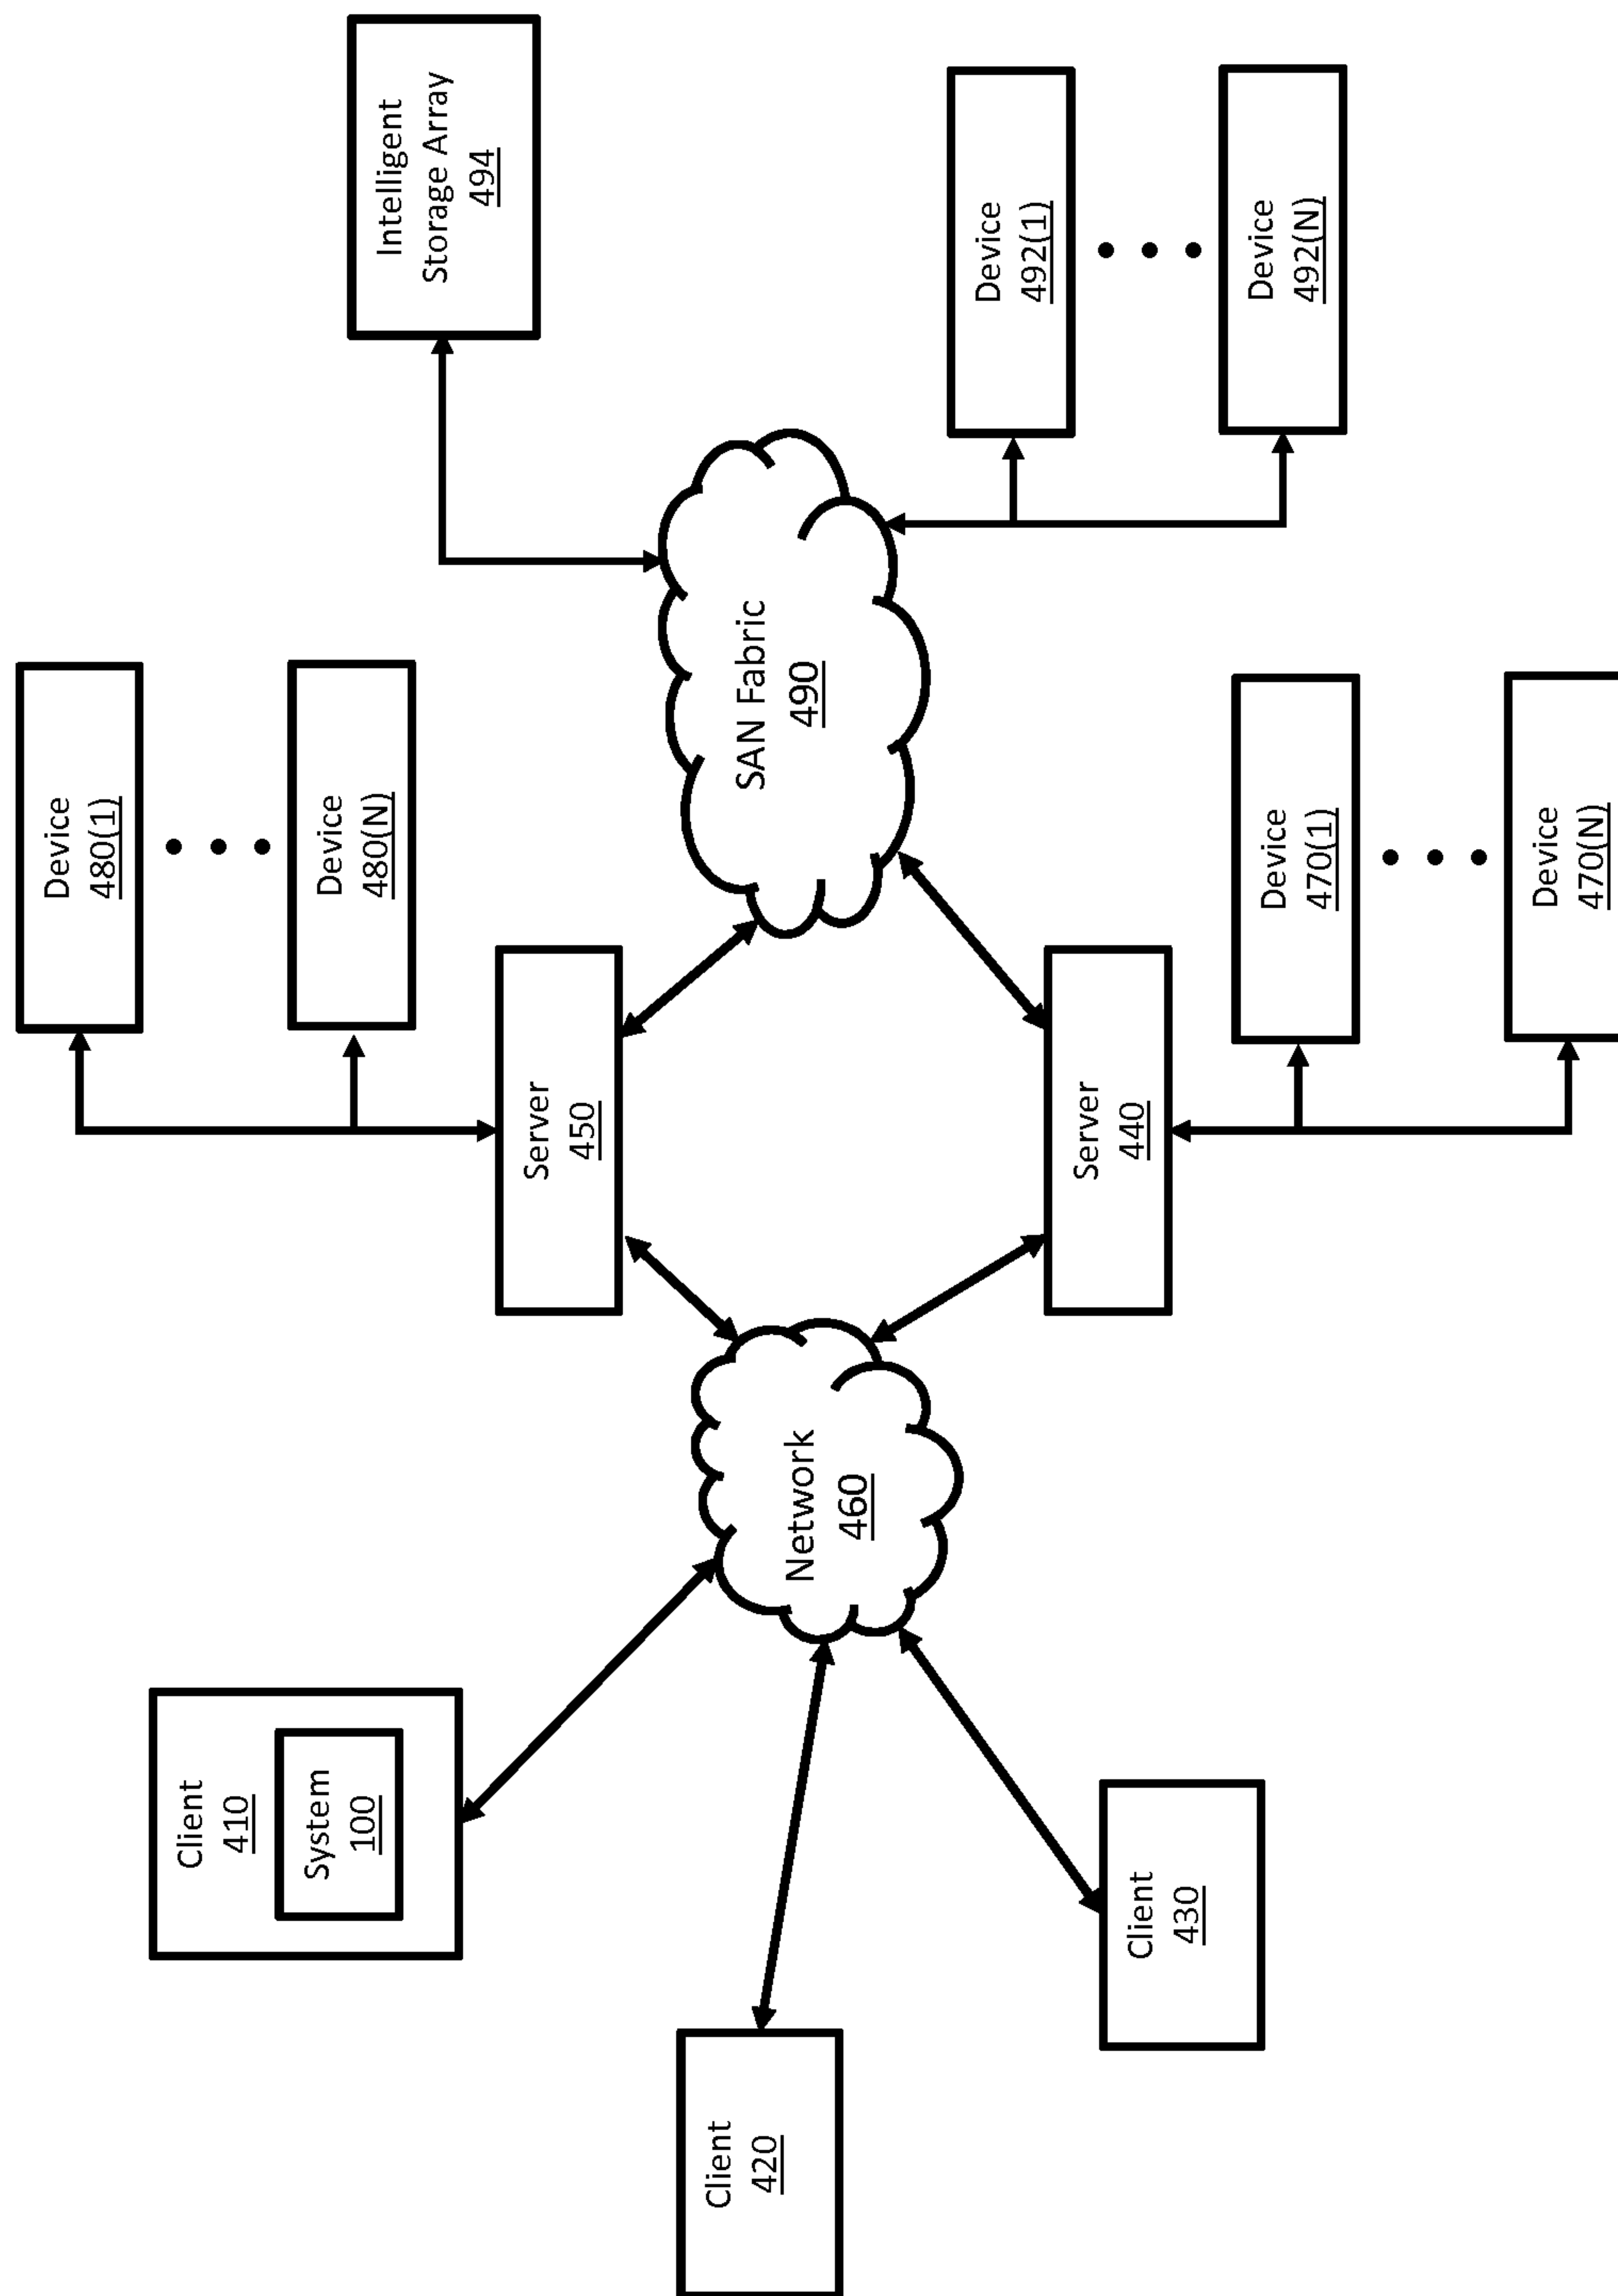 Client
410
System
100
Client
420
Client
430
Network
460
Server
450
Server
440
Device
480(1)
Device
480(N)
Device
470(1)
Device
470(N)
SAN Fabric
490
Intelligent
Storage Array
494
Device
492(1)
Device
492(N)